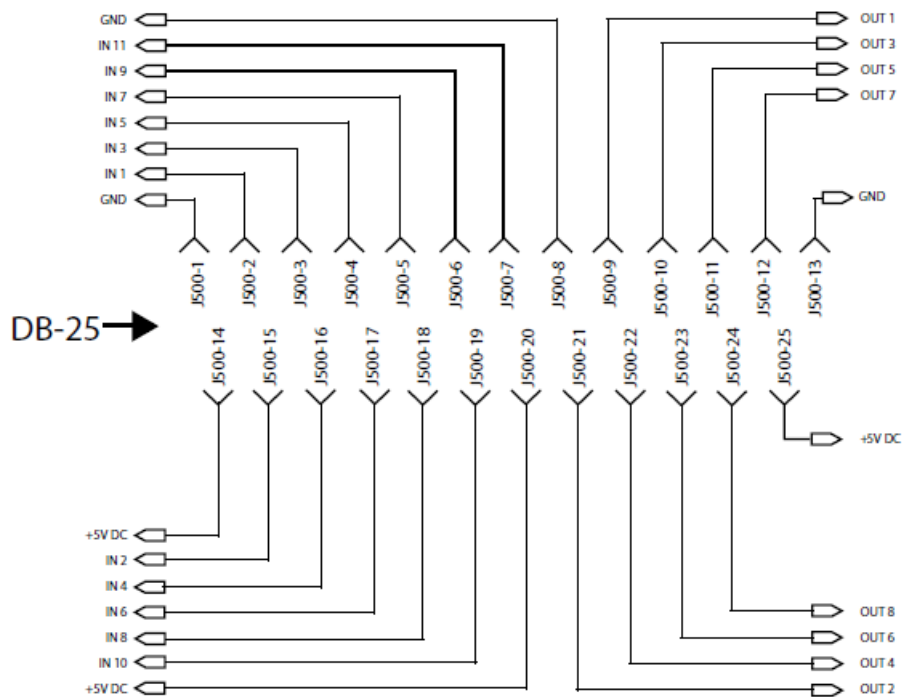 GND
IN 11
IN 9
IN 7
IN 5
IN 3
IN 1
GND
OUT 1
OUT 3
OUT 5
OUT 7
GND
J500-1
J500-2
J500-3
J500-4
J500-5
J500-6
J500-7
J500-8
J500-9
J500-10
J500-11
J500-12
J500-13
DB-25
J500-14
J500-15
J500-16
J500-17
J500-18
J500-19
J500-20
J500-21
J500-22
J500-23
J500-24
J500-25
+5V DC
+5V DC
IN 2
IN 4
IN 6
IN 8
IN 10
+5V DC
OUT 8
OUT 6
OUT 4
OUT 2